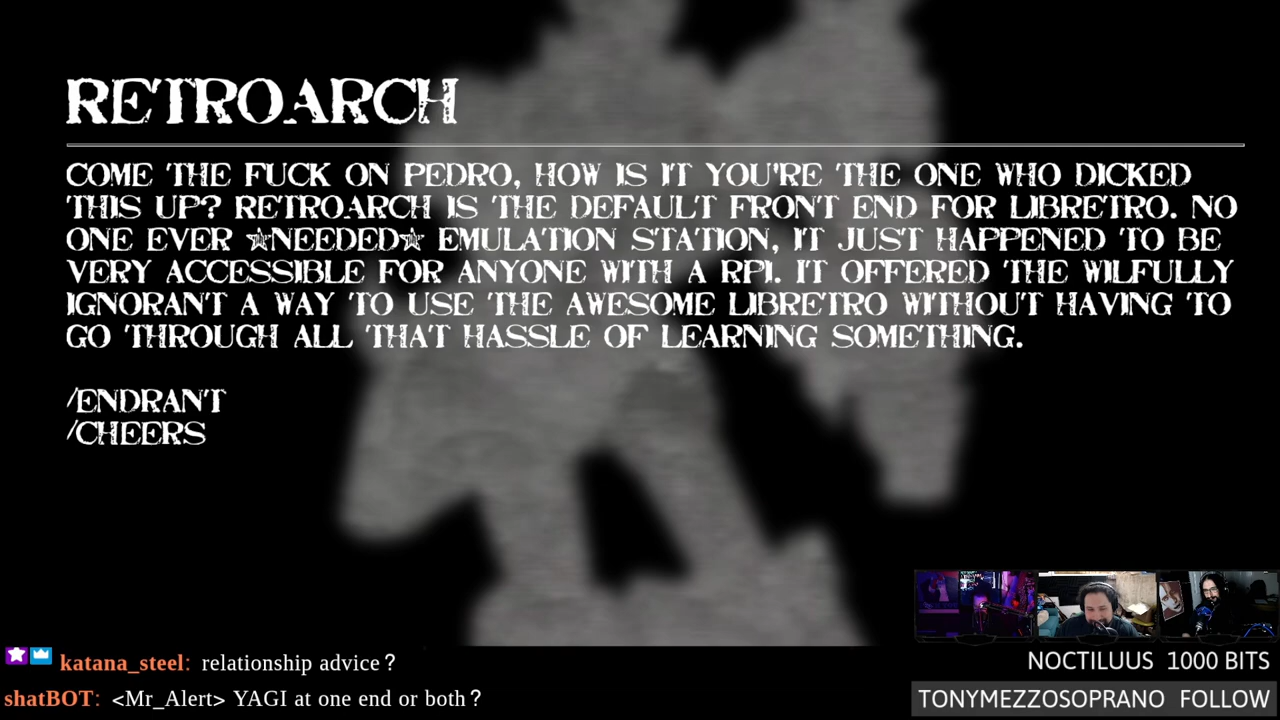 RETROARCH
COME THE FUCK ON PEDRO, HOW IS IT YOU'RE THE ONE WHO DICKED
THIS UP? RETROARCH IS THE DEFAULT FRONT END FOR LIBRETRO. NO
ONE EVER *NEEDED* EMULATION STATION, IT JUST HAPPENED TO BE
VERY ACCESSIBLE FOR ANYONE WITH A RPI. IT OFFERED THE WILFULLY
IGNORANT A WAY TO USE THE AWESOME LIBRETRO WITHOUT HAVING TO
GO THROUGH ALL THAT HASSLE OF LEARNING SOMETHING.
/ENDRANT
/CHEERS
katana_steel: relationship advice?
shatBOT: <Mr_Alert> YAGI at one end or both?
NOCTILUUS 1000 BITS
TONYMEZZOSOPRANO FOLLOW